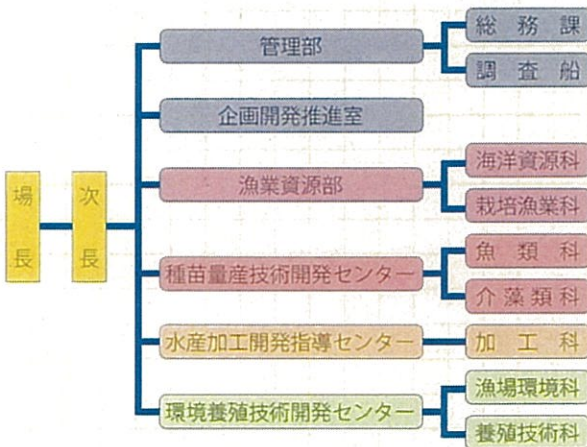 場長
次長
管理部
総務課
調査船
企画開発推進室
漁業資源部
海洋資源科
栽培漁業科
種苗量産技術開発センター
魚類科
介藻類科
水産加工開発指導センター
加工科
環境養殖技術開発センター
漁場環境科
養殖技術科